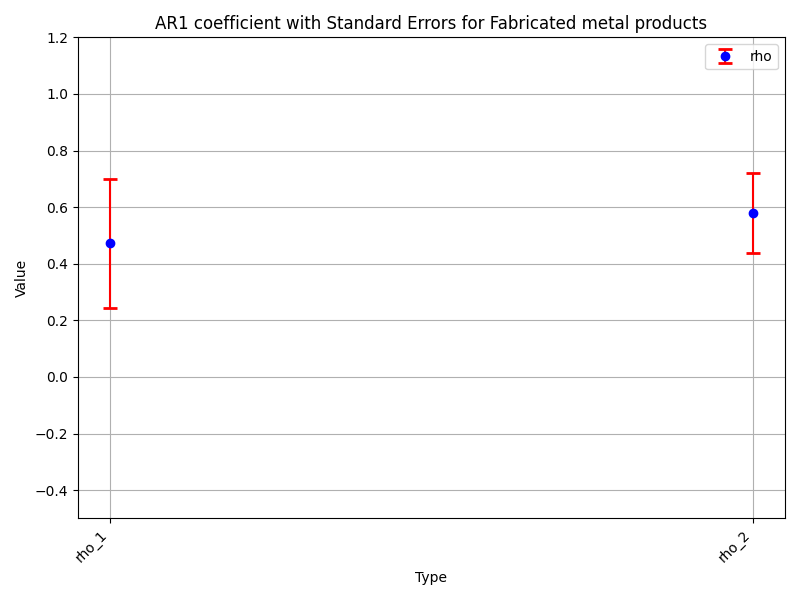 AR1 coefficient with Standard Errors for Fabricated metal products
1.2
1.0
0.8
0.6
0.4
0.2
0.0
−0.2
−0.4
Value
rho
rho_1
rho_2
Type